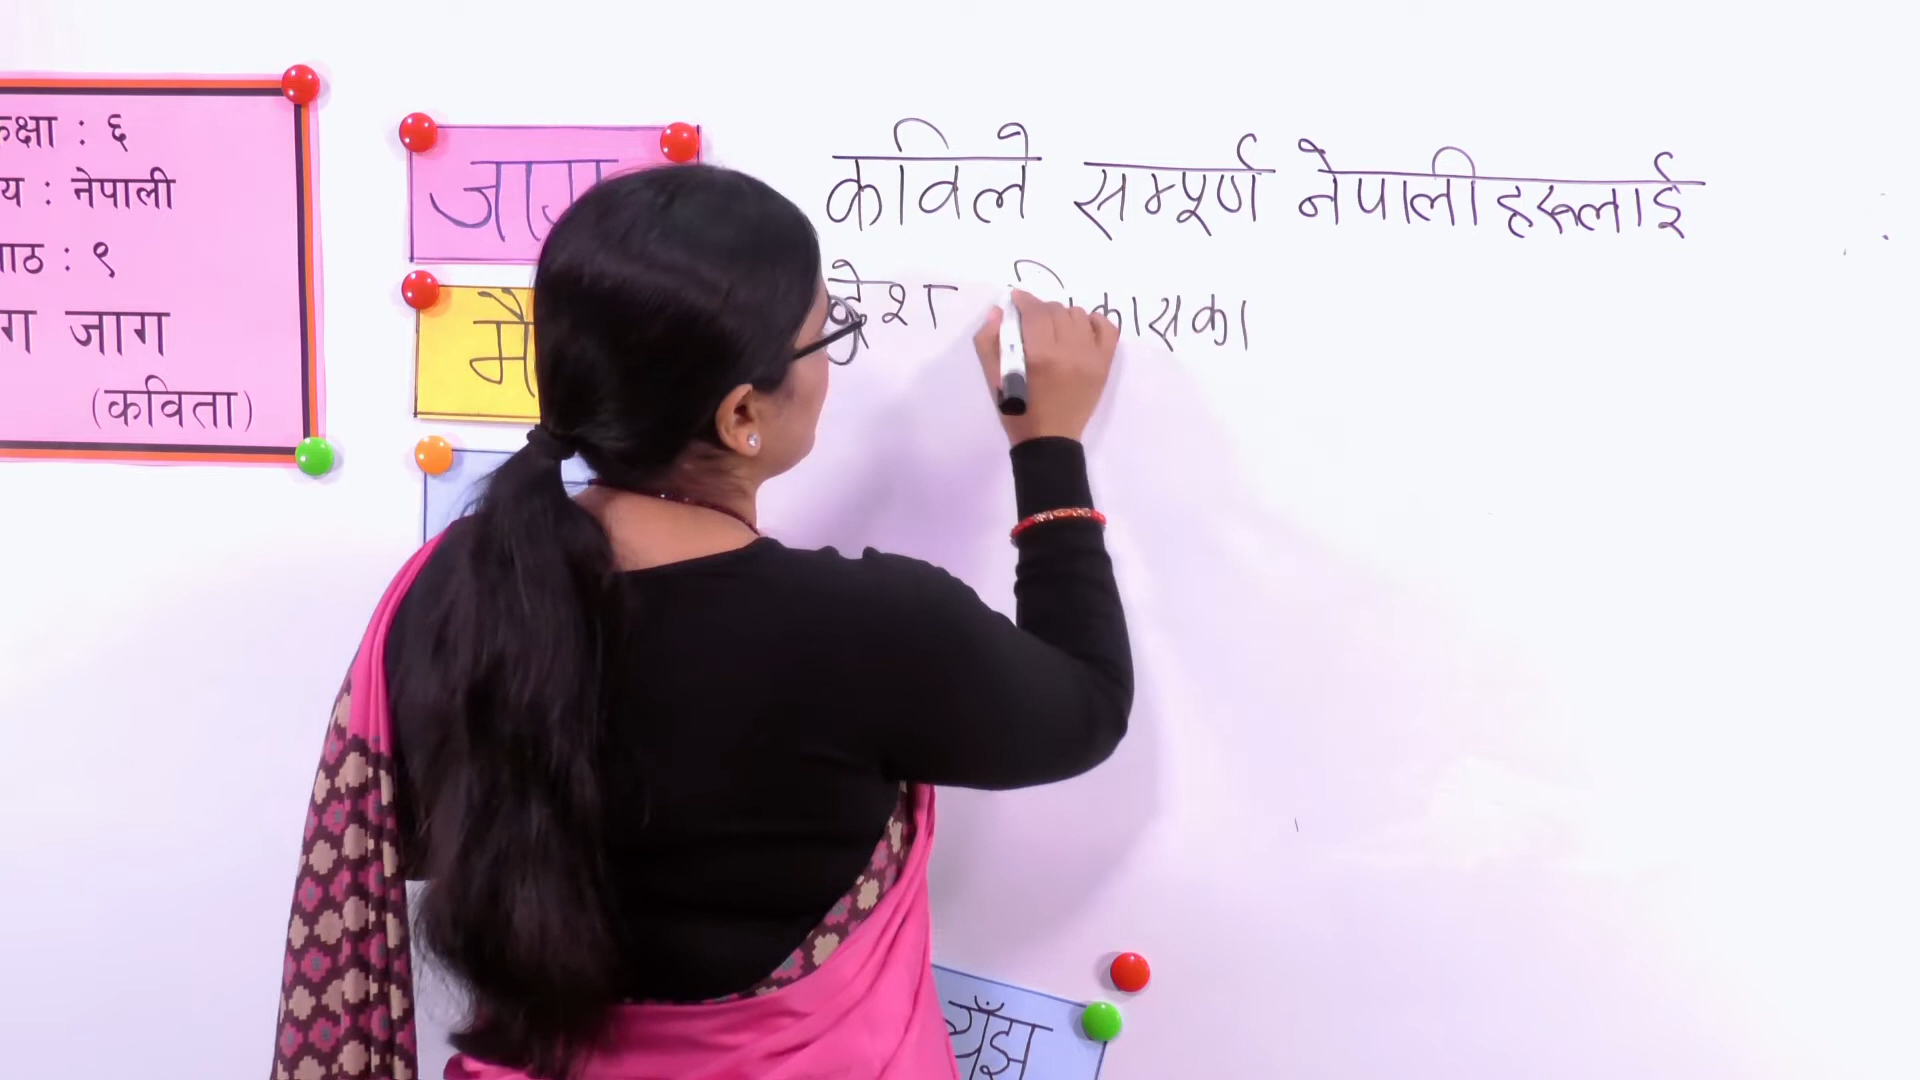 कक्षा : ६
य : नेपाली
पाठ : ९
ग जाग
(कविता)
जाग
मै
कविले सम्पूर्ण नेपालीहरूलाई
देश विकासका